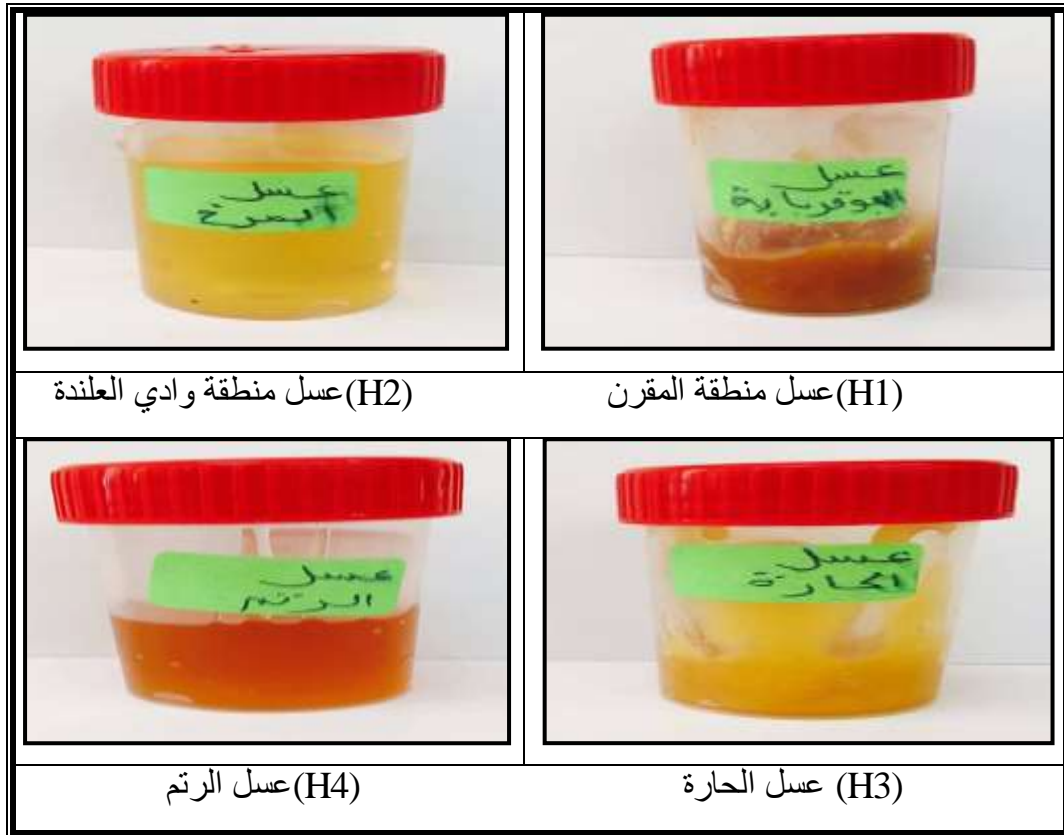 عسل
عسل
المرخ
(H1)عسل منطقة المقرن
(H2)عسل منطقة وادي العلندة
عسل
الحارة
عسل
الرتم
(H3) عسل الحارة
(H4)عسل الرتم